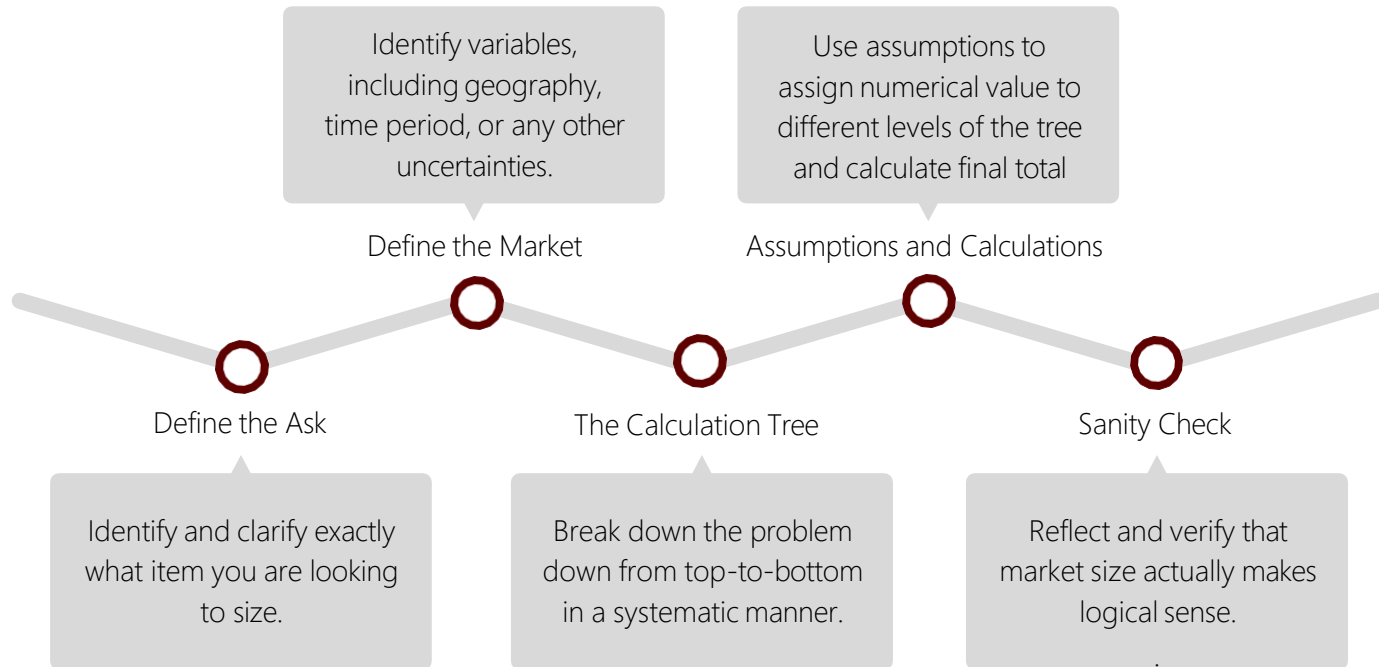 Identify variables,
including geography,
time period, or any other
uncertainties.
Use assumptions to
assign numerical value to
different levels of the tree
and calculate final total
Define the Market
Assumptions and Calculations
Define the Ask
The Calculation Tree
Sanity Check
Identify and clarify exactly
what item you are looking
to size.
Break down the problem
down from top-to-bottom
in a systematic manner.
Reflect and verify that
market size actually makes
logical sense.